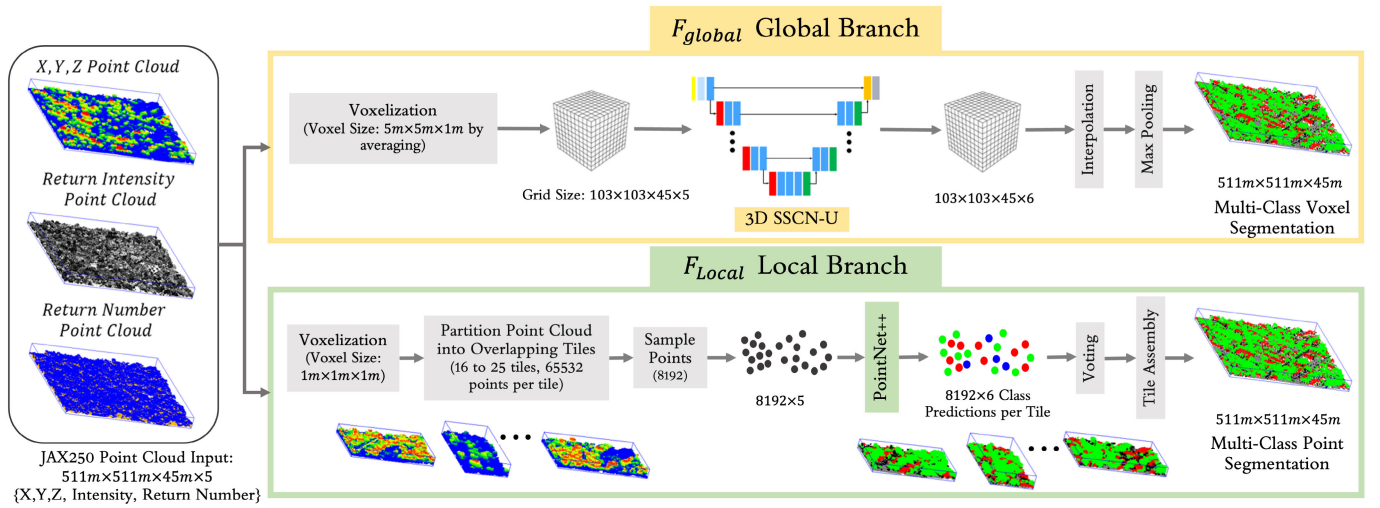 X,Y,Z Point Cloud
Return Intensity
Point Cloud
Return Number
Point Cloud
JAX250 Point Cloud Input:
511m×511m×45m×5
{X,Y,Z, Intensity, Return Number}
F_global Global Branch
Voxelization
(Voxel Size: 5m×5m×1m by
averaging)
Grid Size: 103×103×45×5
3D SSCN-U
103×103×45×6
Interpolation
Max Pooling
511m×511m×45m
Multi-Class Voxel
Segmentation
F_Local Local Branch
Voxelization
(Voxel Size:
1m×1m×1m)
Partition Point Cloud
into Overlapping Tiles
(16 to 25 tiles, 65532
points per tile)
Sample
Points
(8192)
8192×5
PointNet++
8192×6 Class
Predictions per Tile
Voting
Tile Assembly
511m×511m×45m
Multi-Class Point
Segmentation